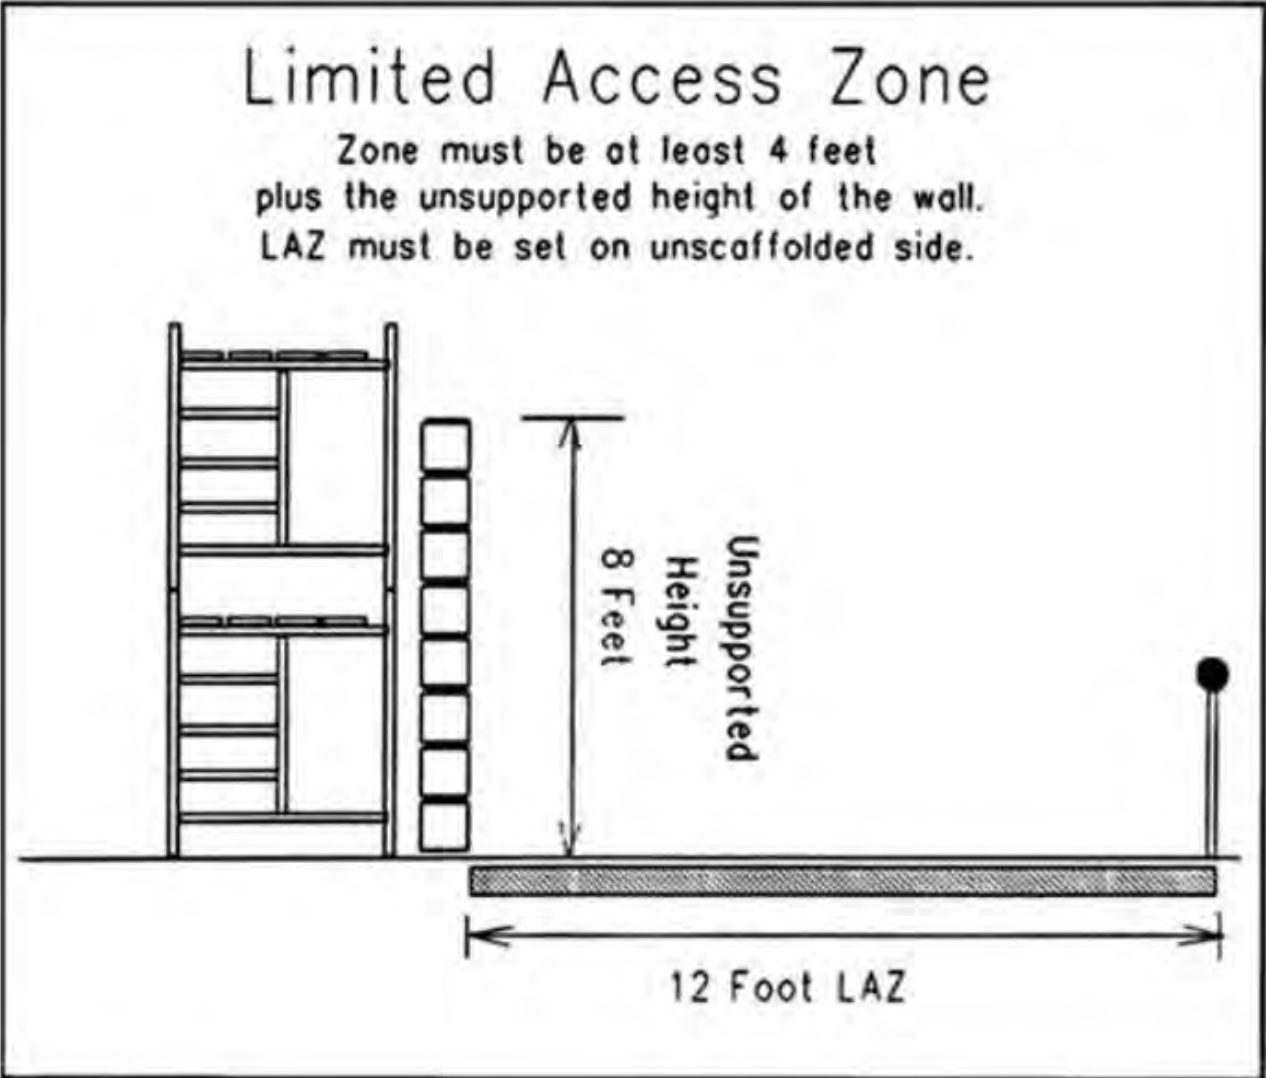 Limited Access Zone
Zone must be at least 4 feet
plus the unsupported height of the wall.
LAZ must be set on unscaffolded side.
Unsupported
Height
8 Feet
12 Foot LAZ